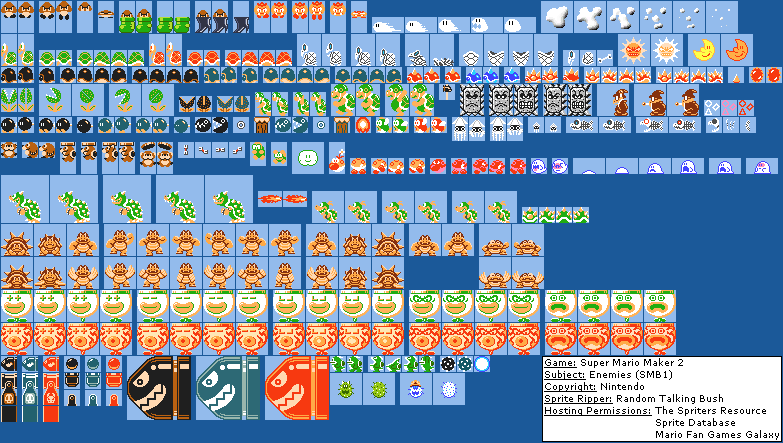 Game: Super Mario Maker 2
Subject: Enemies (SMB1)
Copyright: Nintendo
Sprite Ripper: Random Talking Bush
Hosting Permissions: The Spriters Resource
Sprite Database
Mario Fan Games Galaxy